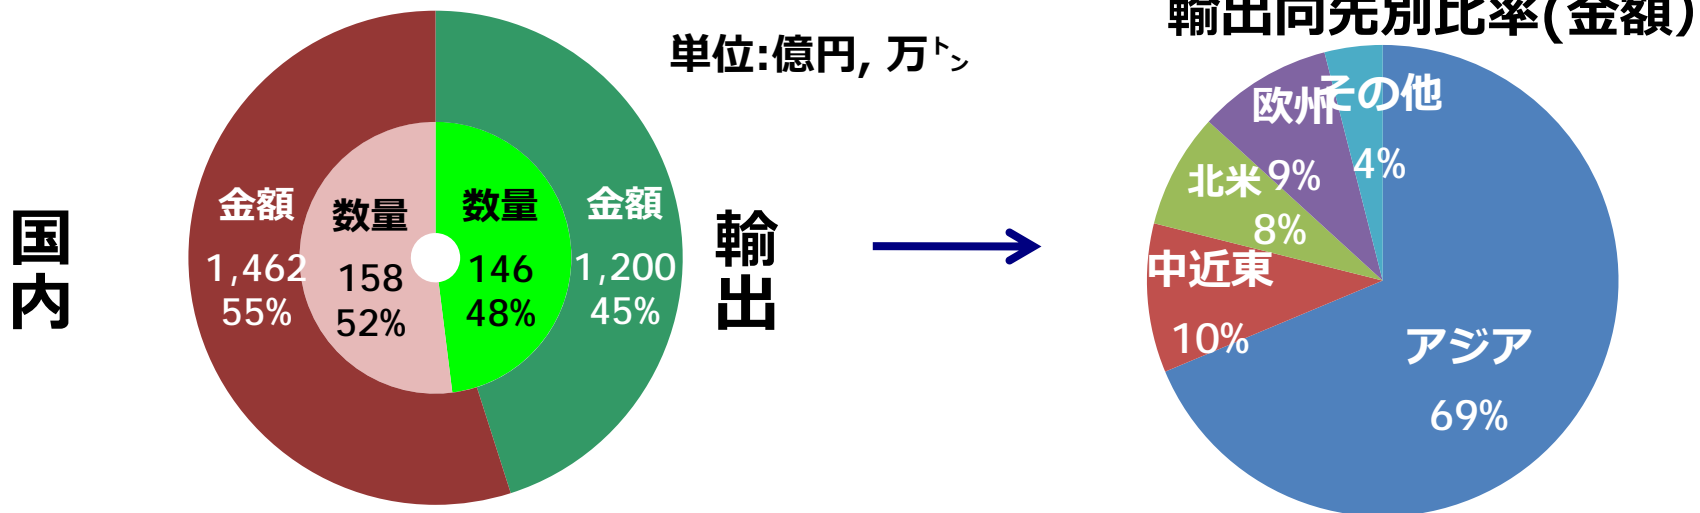 輸出向先別比率(金額)
単位:億円, 万トン
国内
金額
1,462
55%
数量
158
52%
数量
146
48%
金額
1,200
45%
輸出
その他
4%
欧州
9%
北米
8%
中近東
10%
アジア
69%